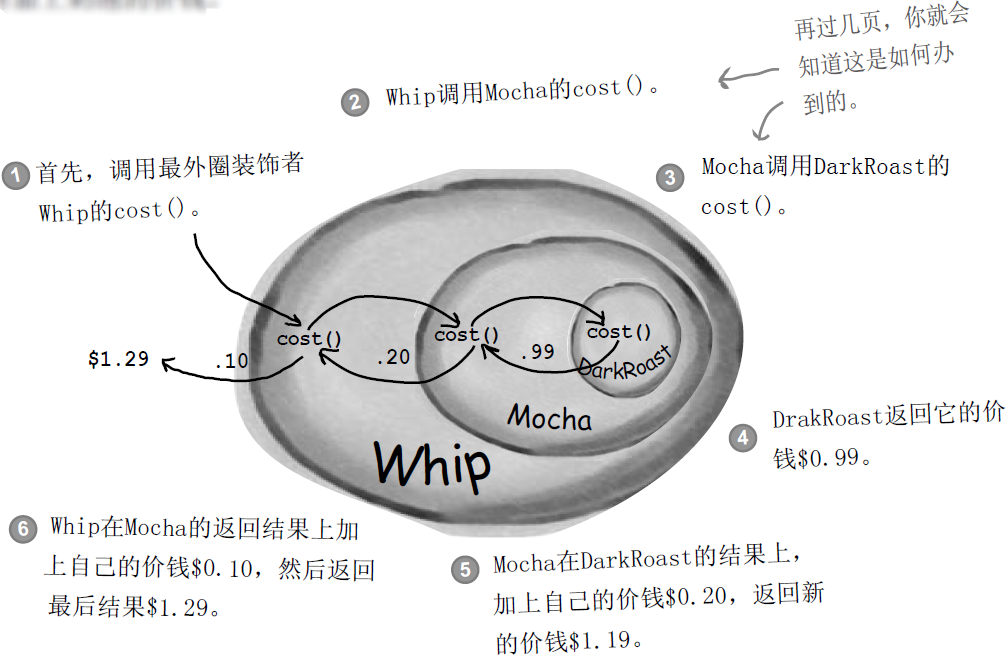 再过几页，你就会
知道这是如何办
到的。
2 Whip调用Mocha的cost()。
1 首先，调用最外圈装饰者
Whip的cost()。
3 Mocha调用DarkRoast的
cost()。
cost()
cost()
cost()
$1.29
.10
.20
.99
DarkRoast
Mocha
Whip
4 DrakRoast返回它的价
钱$0.99。
6 Whip在Mocha的返回结果上加
上自己的价钱$0.10，然后返回
最后结果$1.29。
5 Mocha在DarkRoast的结果上，
加上自己的价钱$0.20，返回新
的价钱$1.19。